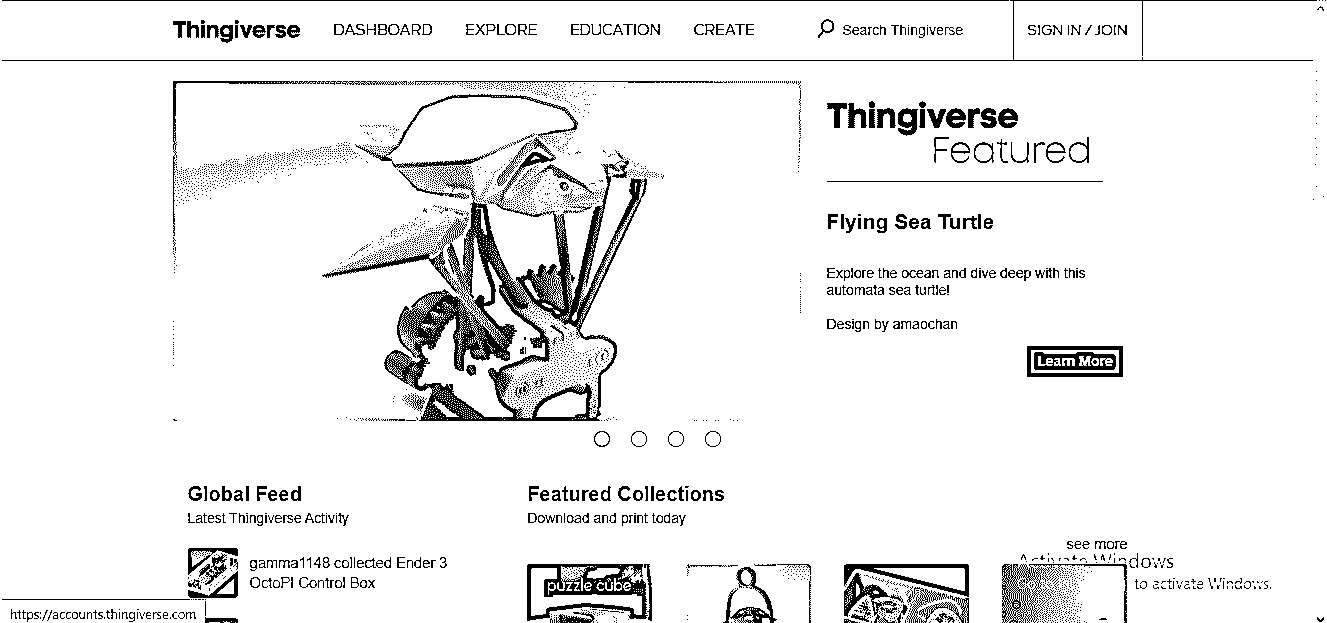 Thingiverse DASHBOARD EXPLORE EDUCATION CREATE Search Thingiverse SIGN IN / JOIN
Thingiverse
Featured
Flying Sea Turtle
Explore the ocean and dive deep with this
automata sea turtle!
Design by amaochan
Learn More
Global Feed
Latest Thingiverse Activity
gamma1148 collected Ender 3
OctoPI Control Box
Featured Collections
Download and print today
see more
puzzle cube
Activate Windows
to activate Windows.
https://accounts.thingiverse.com